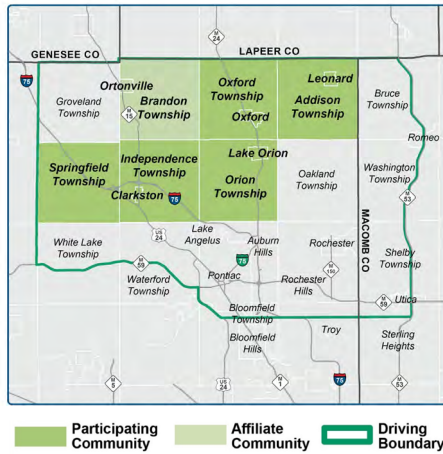 M
24
GENESEE CO
LAPEER CO
75
Ortonville
Oxford
Township
Leonard
Groveland
Township
M
15
Brandon
Township
Addison
Township
Bruce
Township
Oxford
Romeo
Independence
Township
Lake Orion
Springfield
Township
Orion
Township
Oakland
Township
Washington
Township
M
53
Clarkston
75
MACOMB CO
US
24
Lake
Angelus
White Lake
Township
Auburn
Hills
Rochester
Shelby
Township
M
59
75
M
150
Pontiac
Waterford
Township
Rochester
Hills
M
59
Utica
Bloomfield
Township
Troy
Sterling
Heights
Bloomfield
Hills
M
5
US
24
M
1
75
M
53
Participating
Community
Affiliate
Community
Driving
Boundary